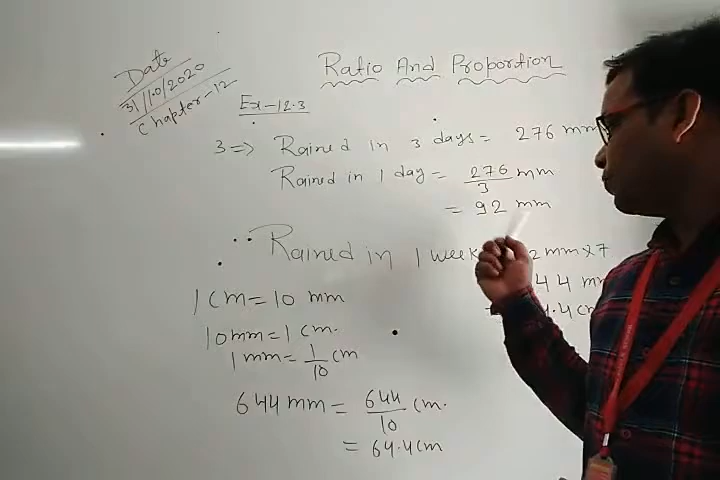 Date
31/10/2020
Chapter-12
Ratio And Proportion
Ex-12.3
3 => Rained in 3 days = 276 mm
Rained in 1 day = 276/3 mm
= 92 mm
∴ Rained in 1 week 2 mm × 7
44 mm
.4 cm
1 cm = 10 mm
10 mm = 1 cm.
1 mm = 1/10 cm
644 mm = 644/10 cm.
= 64.4 cm